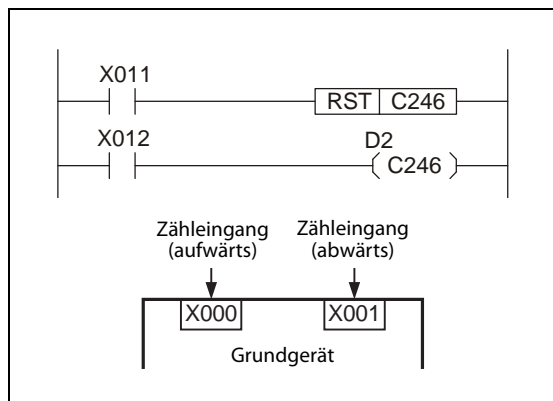 X011
RST C246
X012
D2
C246
Zähleingang
(aufwärts)
Zähleingang
(abwärts)
X000
X001
Grundgerät